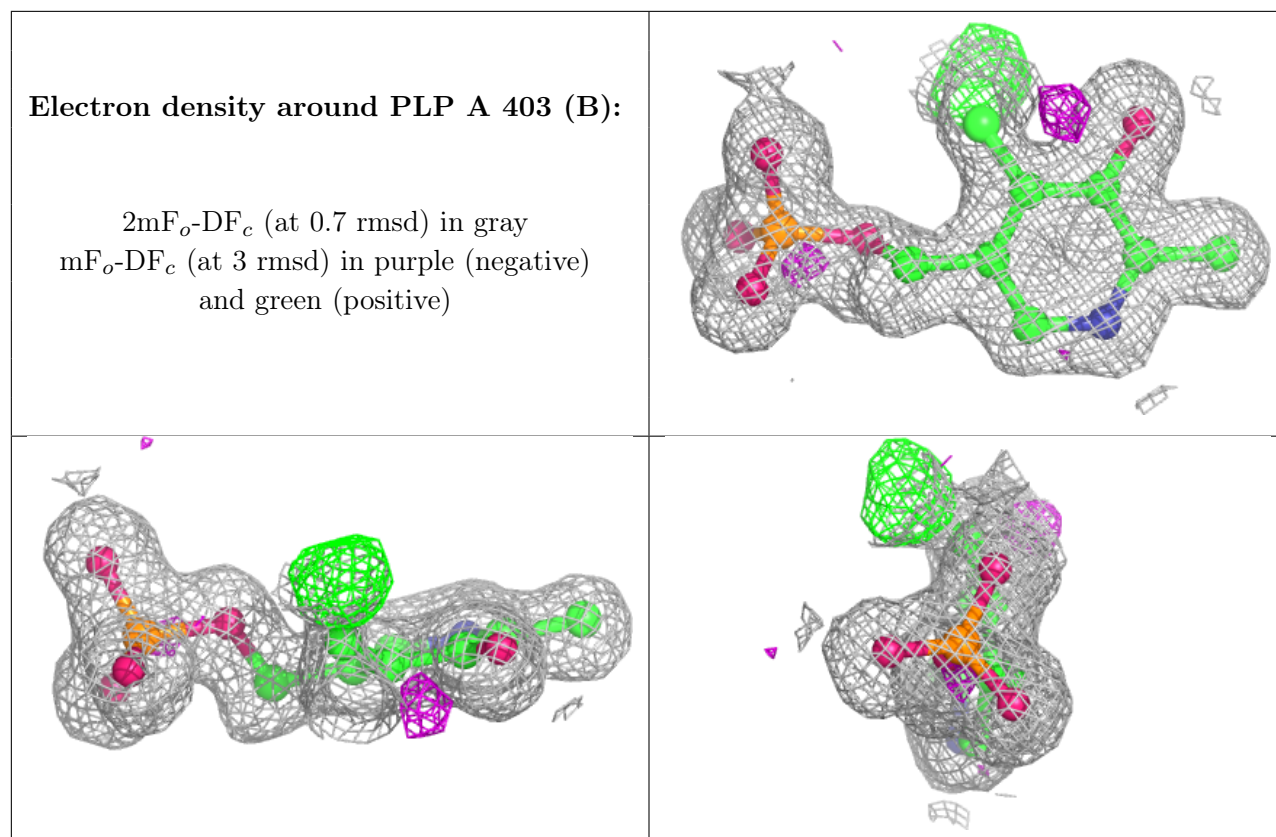 Electron density around PLP A 403 (B):
2mFo-DFc (at 0.7 rmsd) in gray
mFo-DFc (at 3 rmsd) in purple (negative)
and green (positive)